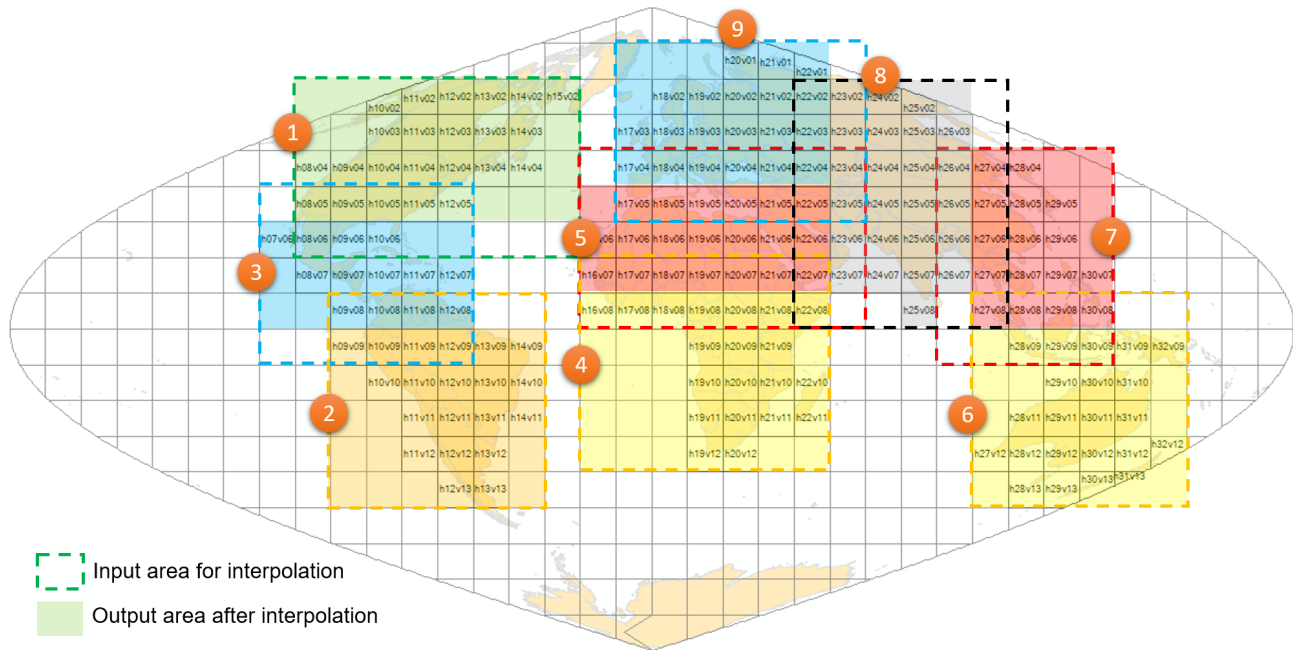 9
h20v01 h21v01
h22v01
8
h10v02 h11v02 h12v02 h13v02 h14v02 h15v02 h18v02 h19v02 h20v02 h21v02 h22v02 h23v02 h24v02 h25v02
1
h10v03 h11v03 h12v03 h13v03 h14v03 h17v03 h18v03 h19v03 h20v03 h21v03 h22v03 h23v03 h24v03 h25v03 h26v03
h08v04 h09v04 h10v04 h11v04 h12v04 h13v04 h14v04 h17v04 h18v04 h19v04 h20v04 h21v04 h22v04 h23v04 h24v04 h25v04 h26v04 h27v04 h28v04
h08v05 h09v05 h10v05 h11v05 h12v05 h17v05 h18v05 h19v05 h20v05 h21v05 h22v05 h23v05 h24v05 h25v05 h26v05 h27v05 h28v05 h29v05
5
7
h07v06 h08v06 h09v06 h10v06 h17v06 h18v06 h19v06 h20v06 h21v06 h22v06 h23v06 h24v06 h25v06 h26v06 h27v06 h28v06 h29v06
3
h08v07 h09v07 h10v07 h11v07 h12v07 h16v07 h17v07 h18v07 h19v07 h20v07 h21v07 h22v07 h23v07 h24v07 h25v07 h26v07 h27v07 h28v07 h29v07 h30v07
h09v08 h10v08 h11v08 h12v08 h16v08 h17v08 h18v08 h19v08 h20v08 h21v08 h22v08 h25v08 h27v08 h28v08 h29v08 h30v08
h09v09 h10v09 h11v09 h12v09 h13v09 h14v09 h19v09 h20v09 h21v09 h28v09 h29v09 h30v09 h31v09 h32v09
4
h10v10 h11v10 h12v10 h13v10 h14v10 h19v10 h20v10 h21v10 h22v10 h29v10 h30v10 h31v10
2
6
h11v11 h12v11 h13v11 h14v11 h19v11 h20v11 h21v11 h22v11 h28v11 h29v11 h30v11 h31v11
h11v12 h12v12 h13v12 h19v12 h20v12 h27v12 h28v12 h29v12 h30v12 h31v12 h32v12
h12v13 h13v13 h28v13 h29v13 h30v13 h31v13
Input area for interpolation
Output area after interpolation